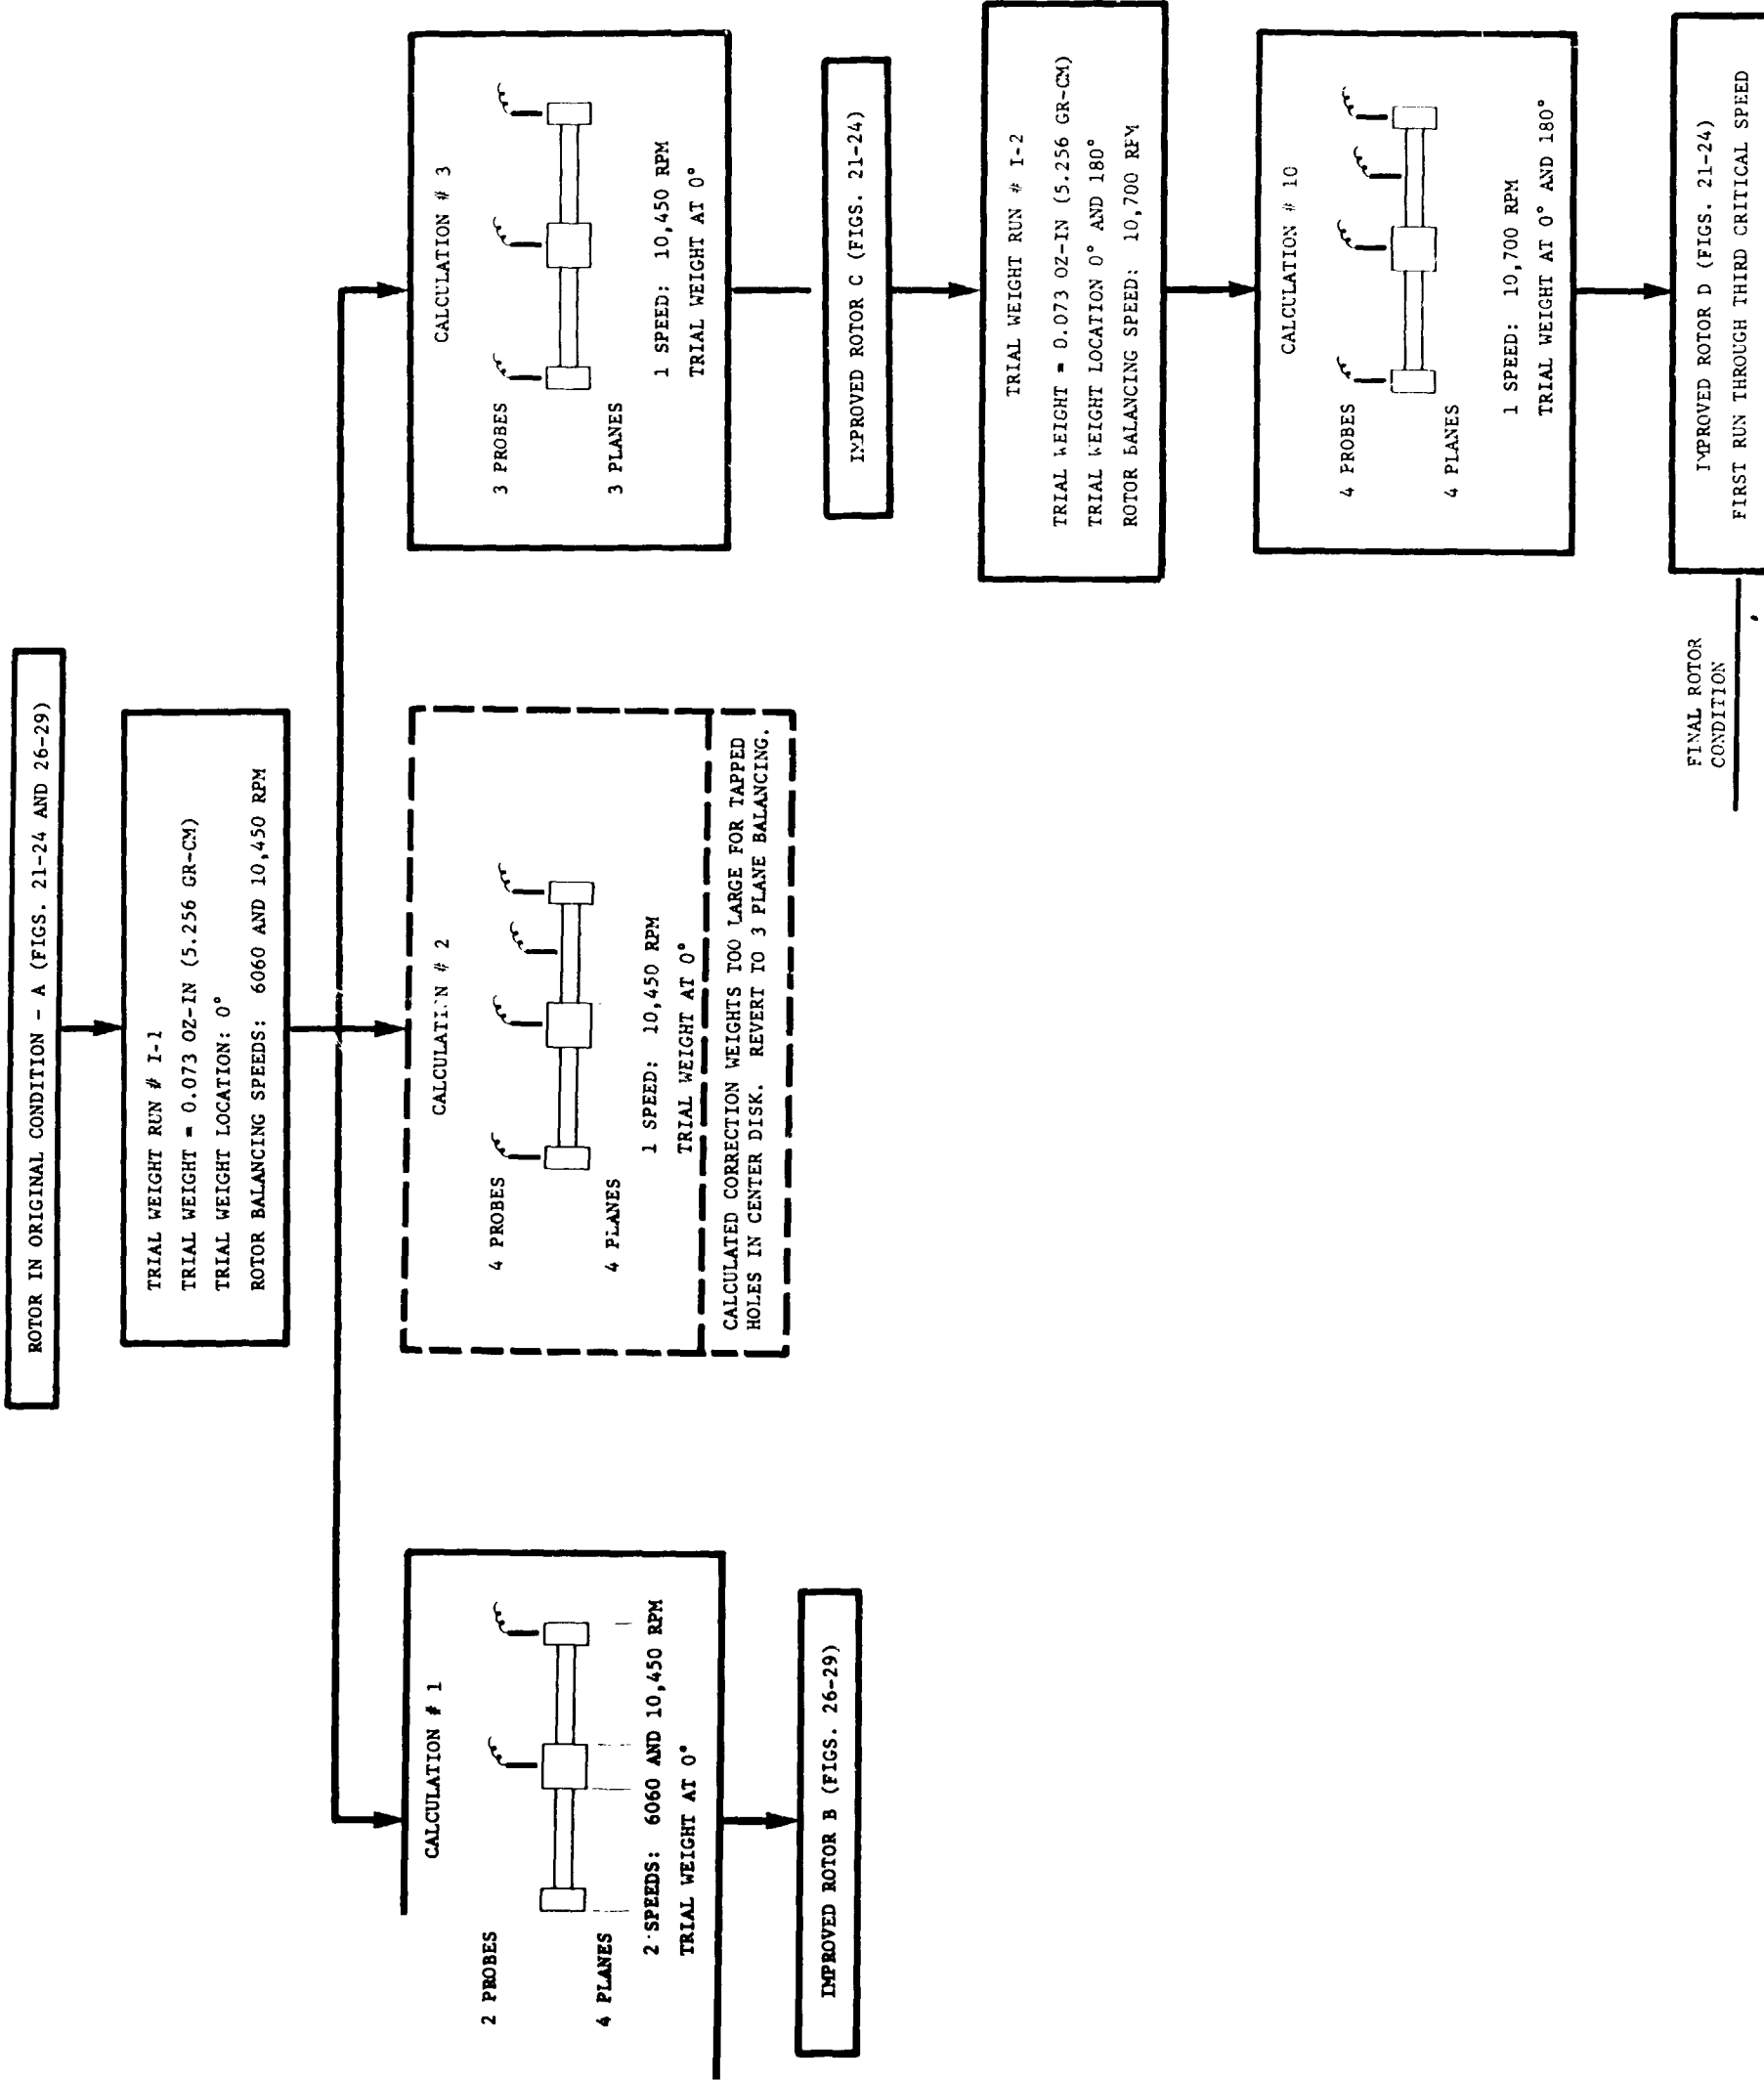 ROTOR IN ORIGINAL CONDITION - A (FIGS. 21-24 AND 26-29)
TRIAL WEIGHT RUN # I-1
TRIAL WEIGHT = 0.073 OZ-IN (5.256 GR-CM)
TRIAL WEIGHT LOCATION: 0°
ROTOR BALANCING SPEEDS: 6060 AND 10,450 RPM
CALCULATION # 1
2 PROBES
4 PLANES
2 SPEEDS: 6060 AND 10,450 RPM
TRIAL WEIGHT AT 0°
IMPROVED ROTOR B (FIGS. 26-29)
CALCULATION # 2
4 PROBES
4 PLANES
1 SPEED: 10,450 RPM
TRIAL WEIGHT AT 0°
CALCULATED CORRECTION WEIGHTS TOO LARGE FOR TAPPED
HOLES IN CENTER DISK. REVERT TO 3 PLANE BALANCING.
CALCULATION # 3
3 PROBES
3 PLANES
1 SPEED: 10,450 RPM
TRIAL WEIGHT AT 0°
IMPROVED ROTOR C (FIGS. 21-24)
TRIAL WEIGHT RUN # I-2
TRIAL WEIGHT = 0.073 OZ-IN (5.256 GR-CM)
TRIAL WEIGHT LOCATION 0° AND 180°
ROTOR BALANCING SPEED: 10,700 RPM
CALCULATION # 10
4 PROBES
4 PLANES
1 SPEED: 10,700 RPM
TRIAL WEIGHT AT 0° AND 180°
FINAL ROTOR
CONDITION
IMPROVED ROTOR D (FIGS. 21-24)
FIRST RUN THROUGH THIRD CRITICAL SPEED